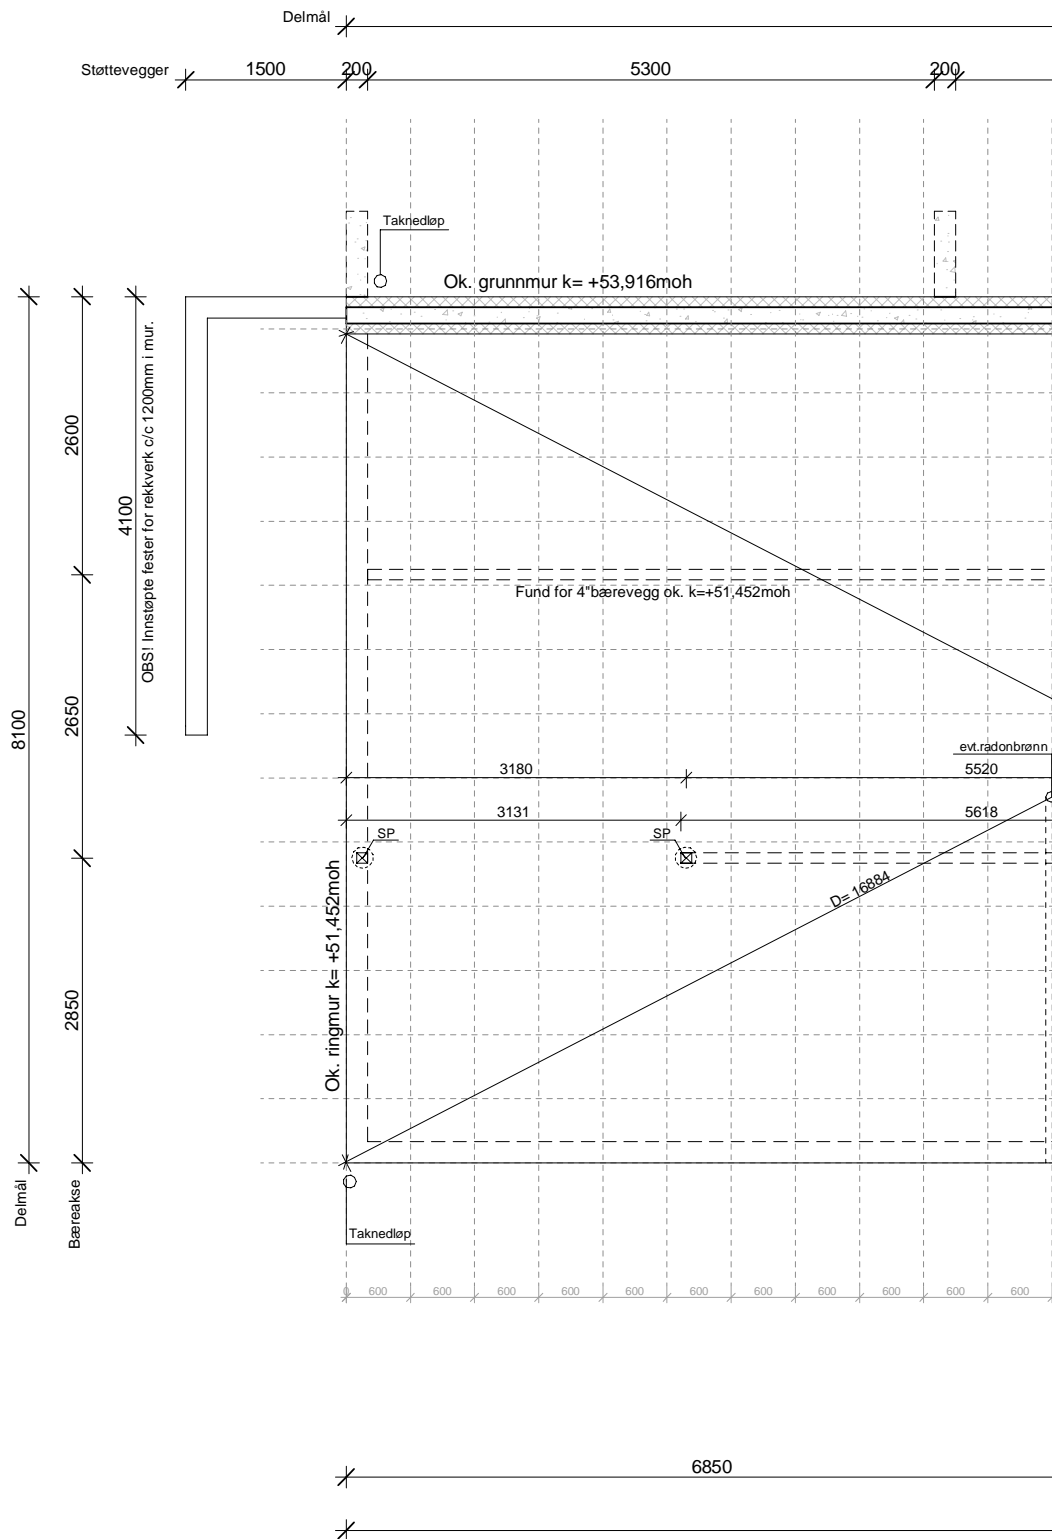 Delmål
Støttevegger
1500
200
5300
200
Taknedløp
Ok. grunnmur k= +53,916moh
OBS! Innstøpte fester for rekkverk c/c 1200mm i mur.
2600
4100
Fund for 4"bærevegg ok. k=+51,452moh
2650
8100
evt.radonbrønn
3180
5520
3131
5618
SP
SP
D= 16884
Ok. ringmur k= +51,452moh
2850
Delmål
Bæreakse
Taknedløp
0 600 600 600 600 600 600 600 600 600 600 600
6850